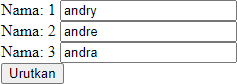 Nama: 1 andry
Nama: 2 andre
Nama: 3 andra
Urutkan